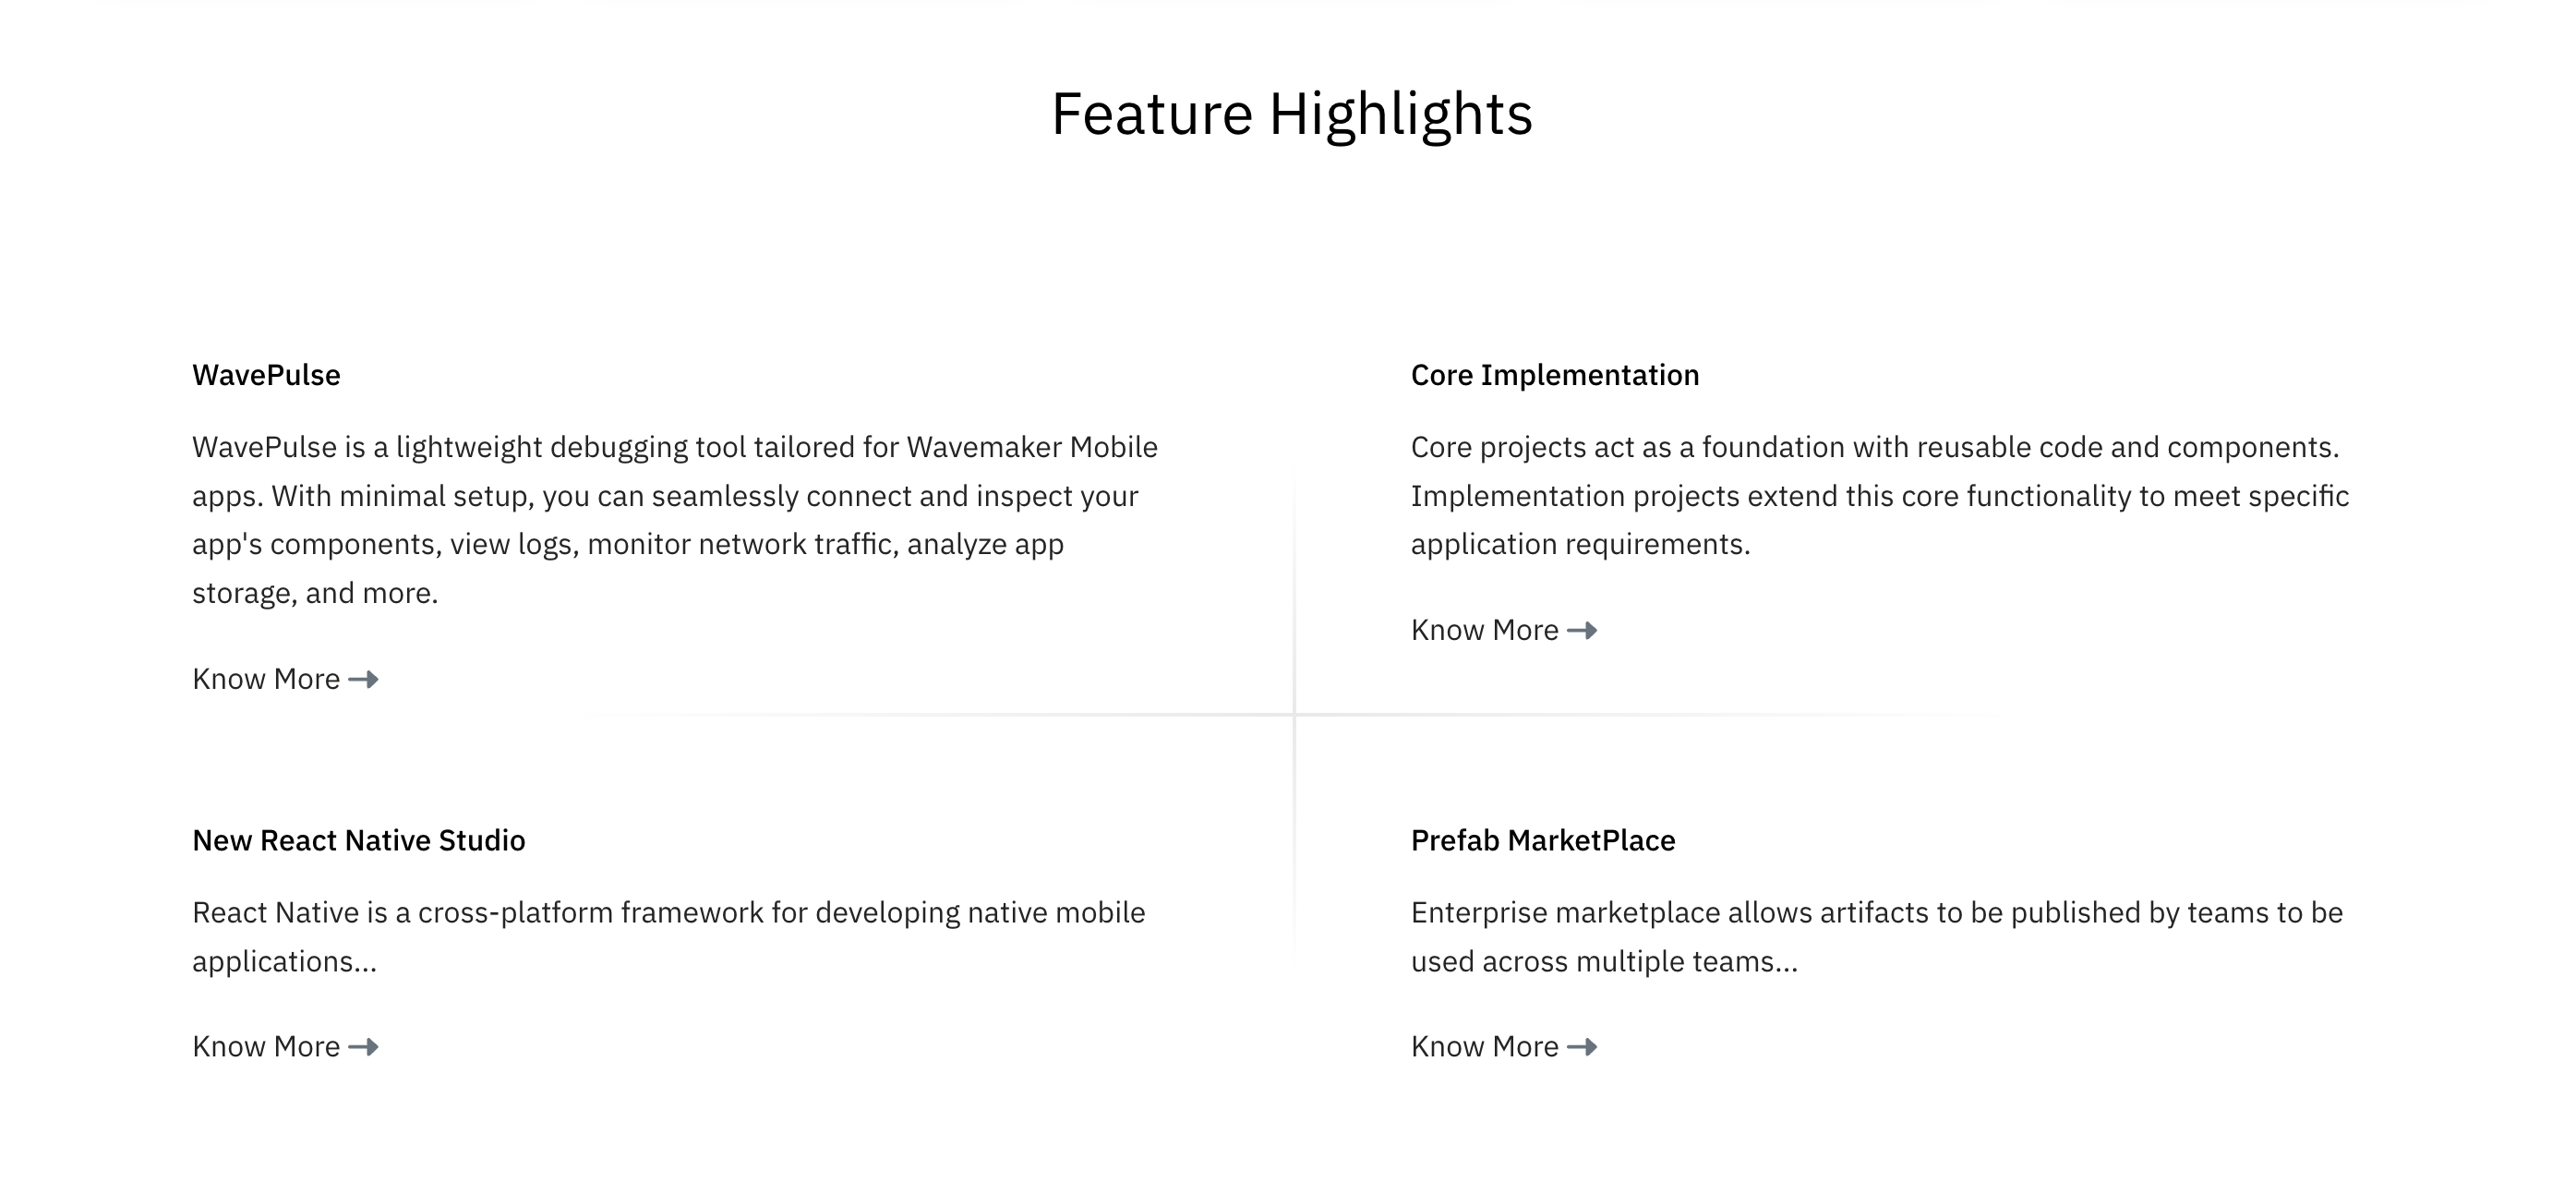 Feature Highlights
WavePulse
WavePulse is a lightweight debugging tool tailored for Wavemaker Mobile
apps. With minimal setup, you can seamlessly connect and inspect your
app's components, view logs, monitor network traffic, analyze app
storage, and more.
Know More
Core Implementation
Core projects act as a foundation with reusable code and components.
Implementation projects extend this core functionality to meet specific
application requirements.
Know More
New React Native Studio
React Native is a cross-platform framework for developing native mobile
applications...
Know More
Prefab MarketPlace
Enterprise marketplace allows artifacts to be published by teams to be
used across multiple teams...
Know More